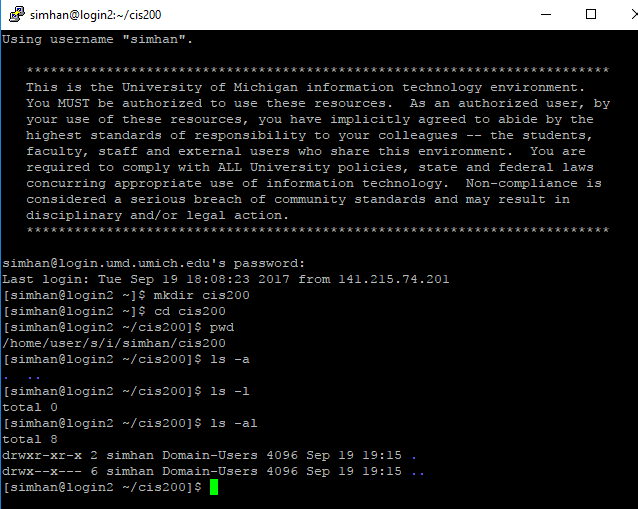 simhan@login2:~/cis200
Using username "simhan".
*************************************************************************
This is the University of Michigan information technology environment.
You MUST be authorized to use these resources.  As an authorized user, by
your use of these resources, you have implicitly agreed to abide by the
highest standards of responsibility to your colleagues -- the students,
faculty, staff and external users who share this environment.  You are
required to comply with ALL University policies, state and federal laws
concurring appropriate use of information technology.  Non-compliance is
considered a serious breach of community standards and may result in
disciplinary and/or legal action.
*************************************************************************
simhan@login.umd.umich.edu's password:
Last login: Tue Sep 19 18:08:23 2017 from 141.215.74.201
[simhan@login2 ~]$ mkdir cis200
[simhan@login2 ~]$ cd cis200
[simhan@login2 ~/cis200]$ pwd
/home/user/s/i/simhan/cis200
[simhan@login2 ~/cis200]$ ls -a
.  ..
[simhan@login2 ~/cis200]$ ls -l
total 0
[simhan@login2 ~/cis200]$ ls -al
total 8
drwxr-xr-x 2 simhan Domain-Users 4096 Sep 19 19:15 .
drwx--x--- 6 simhan Domain-Users 4096 Sep 19 19:15 ..
[simhan@login2 ~/cis200]$